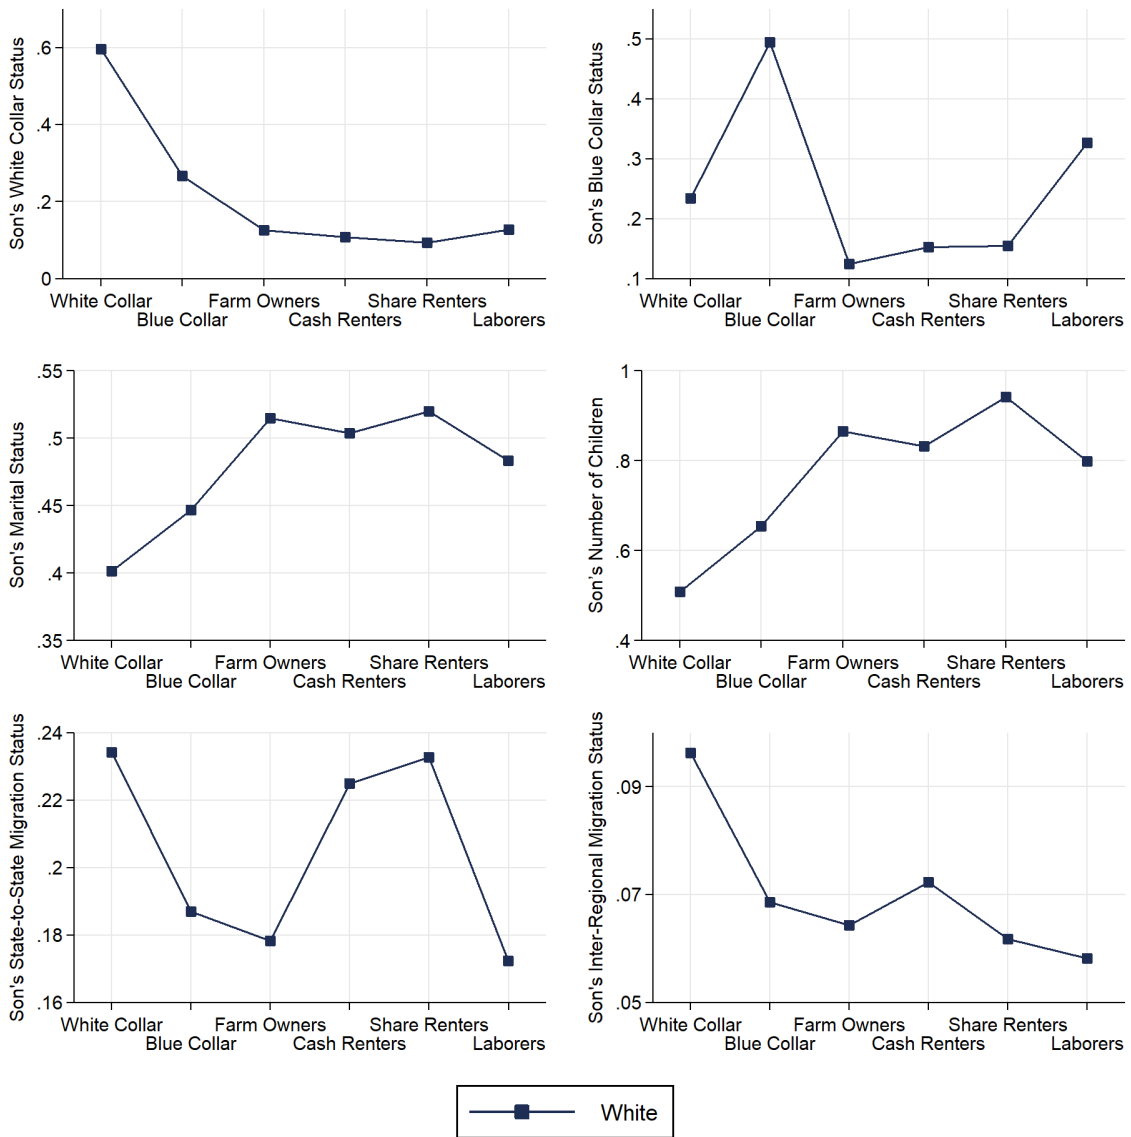 Son's White Collar Status
.6
.4
.2
0
White Collar
Blue Collar
Farm Owners
Cash Renters
Share Renters
Laborers
Son's Blue Collar Status
.5
.4
.3
.2
.1
White Collar
Blue Collar
Farm Owners
Cash Renters
Share Renters
Laborers
Son's Marital Status
.55
.5
.45
.4
.35
White Collar
Blue Collar
Farm Owners
Cash Renters
Share Renters
Laborers
Son's Number of Children
1
.8
.6
.4
White Collar
Blue Collar
Farm Owners
Cash Renters
Share Renters
Laborers
Son's State-to-State Migration Status
.24
.22
.2
.18
.16
White Collar
Blue Collar
Farm Owners
Cash Renters
Share Renters
Laborers
Son's Inter-Regional Migration Status
.09
.07
.05
White Collar
Blue Collar
Farm Owners
Cash Renters
Share Renters
Laborers
White